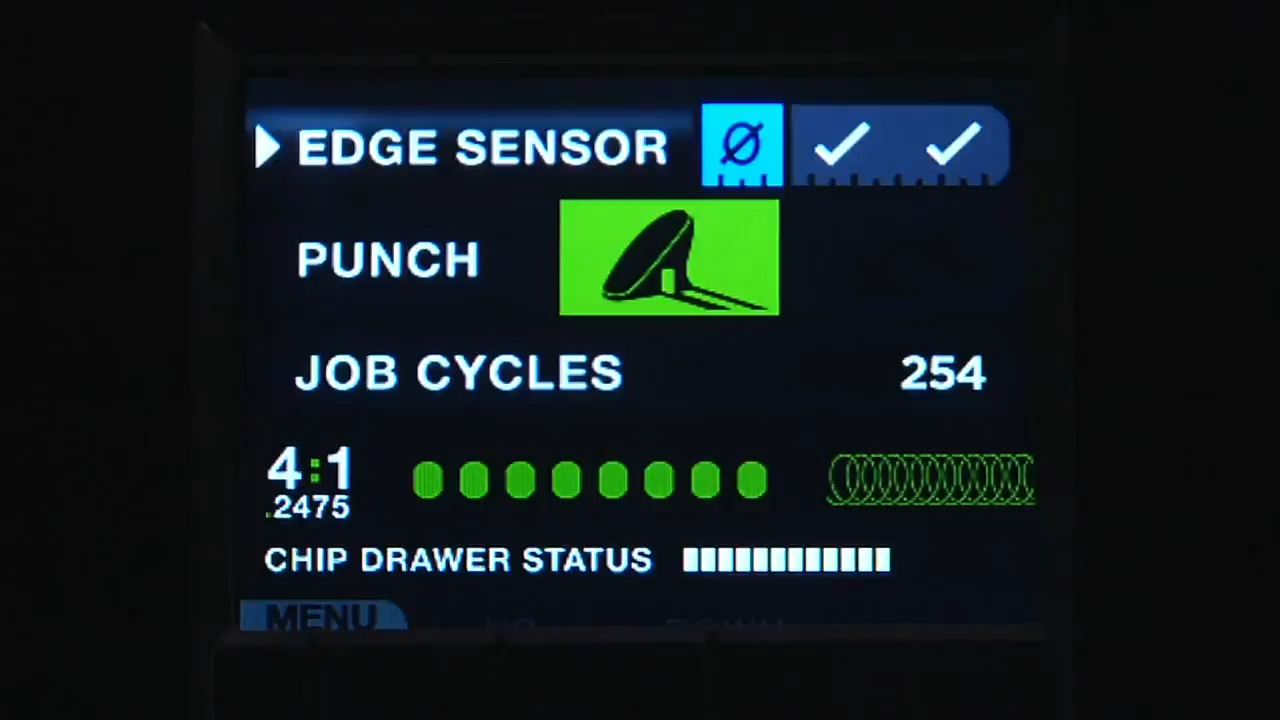 EDGE SENSOR
PUNCH
JOB CYCLES 254
4:1
.2475
CHIP DRAWER STATUS
MENU